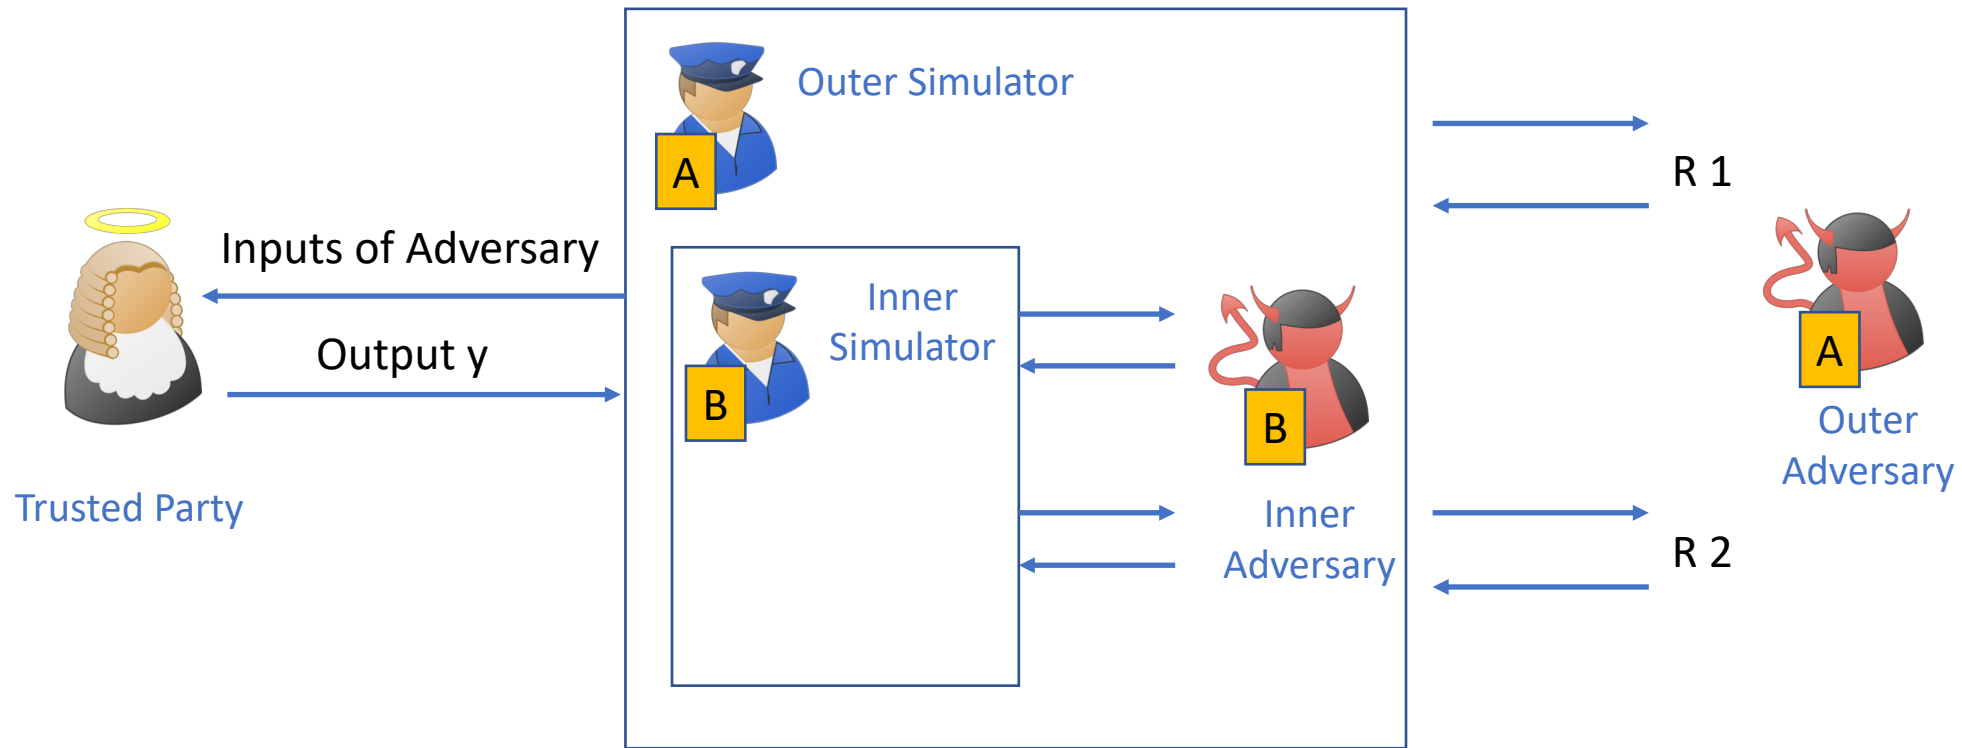 Outer Simulator
A
R 1
Inputs of Adversary
Inner
Simulator
Output y
B
B
A
Outer
Adversary
Trusted Party
Inner
Adversary
R 2